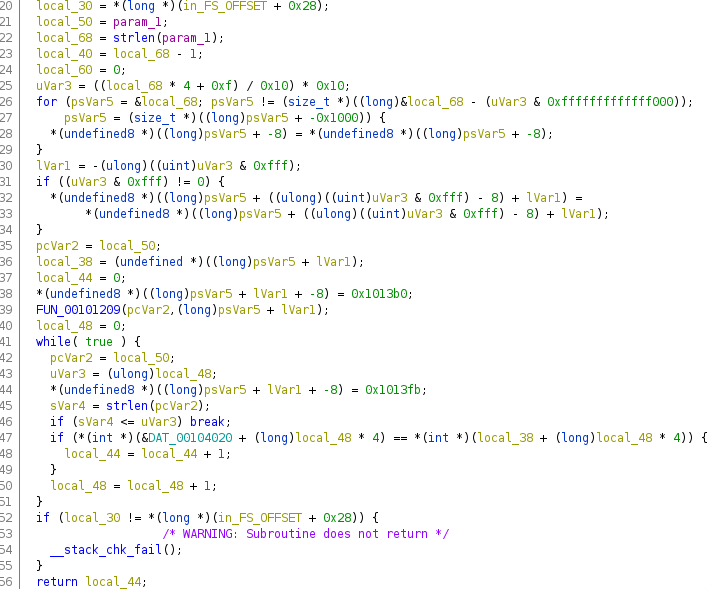 20 local_30 = *(long *)(in_FS_OFFSET + 0x28);
21 local_50 = param_1;
22 local_68 = strlen(param_1);
23 local_40 = local_68 - 1;
24 local_60 = 0;
25 uVar3 = ((local_68 * 4 + 0xf) / 0x10) * 0x10;
26 for (psVar5 = &local_68; psVar5 != (size_t *)((long)&local_68 - (uVar3 & 0xfffffffffffff000));
27 psVar5 = (size_t *)((long)psVar5 + -0x1000)) {
28 *(undefined8 *)((long)psVar5 + -8) = *(undefined8 *)((long)psVar5 + -8);
29 }
30 lVar1 = -(ulong)((uint)uVar3 & 0xfff);
31 if ((uVar3 & 0xfff) != 0) {
32 *(undefined8 *)((long)psVar5 + ((ulong)((uint)uVar3 & 0xfff) - 8) + lVar1) =
33 *(undefined8 *)((long)psVar5 + ((ulong)((uint)uVar3 & 0xfff) - 8) + lVar1);
34 }
35 pcVar2 = local_50;
36 local_38 = (undefined *)((long)psVar5 + lVar1);
37 local_44 = 0;
38 *(undefined8 *)((long)psVar5 + lVar1 + -8) = 0x1013b0;
39 FUN_00101209(pcVar2,(long)psVar5 + lVar1);
40 local_48 = 0;
41 while( true ) {
42 pcVar2 = local_50;
43 uVar3 = (ulong)local_48;
44 *(undefined8 *)((long)psVar5 + lVar1 + -8) = 0x1013fb;
45 sVar4 = strlen(pcVar2);
46 if (sVar4 <= uVar3) break;
47 if (*(int *)(&DAT_00104020 + (long)local_48 * 4) == *(int *)(local_38 + (long)local_48 * 4)) {
48 local_44 = local_44 + 1;
49 }
50 local_48 = local_48 + 1;
51 }
52 if (local_30 != *(long *)(in_FS_OFFSET + 0x28)) {
53 /* WARNING: Subroutine does not return */
54 __stack_chk_fail();
55 }
56 return local_44;